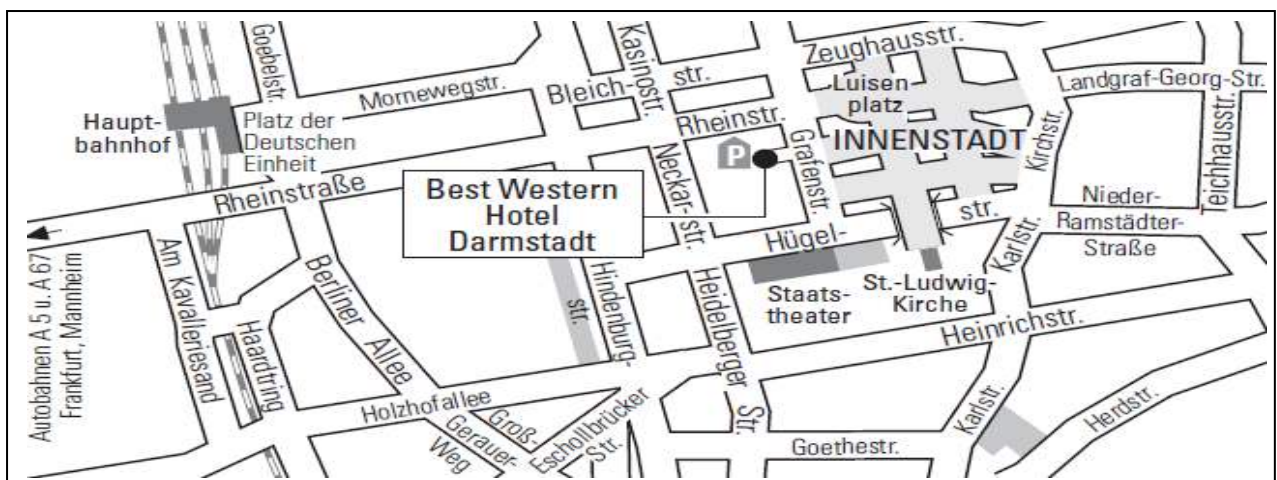 Goebelstr.
Kasinostr.
Zeughausstr.
Mornewegstr.
Bleich-
str.
Luisen
platz
Landgraf-Georg-Str.
Haupt-
bahnhof
Platz der
Deutschen
Einheit
Rheinstr.
INNENSTADT
Kirchstr.
Teichhausstr.
P
Grafenstr.
Neckar-
str.
Rheinstraße
Best Western
Hotel
Darmstadt
Hügel-
str.
Karlstr.
Nieder-
Ramstädter-
Straße
Autobahnen A 5 u. A 67
Frankfurt, Mannheim
Am Kavalleriesand
Haardtring
Berliner Allee
Hindenburg-
str.
Heidelberger
Str.
Staats-
theater
St.-Ludwig-
Kirche
Heinrichstr.
Holzhofallee
Groß-
Gerauer-
Weg
Eschollbrücker
Str.
Goethestr.
Karlstr.
Herdstr.